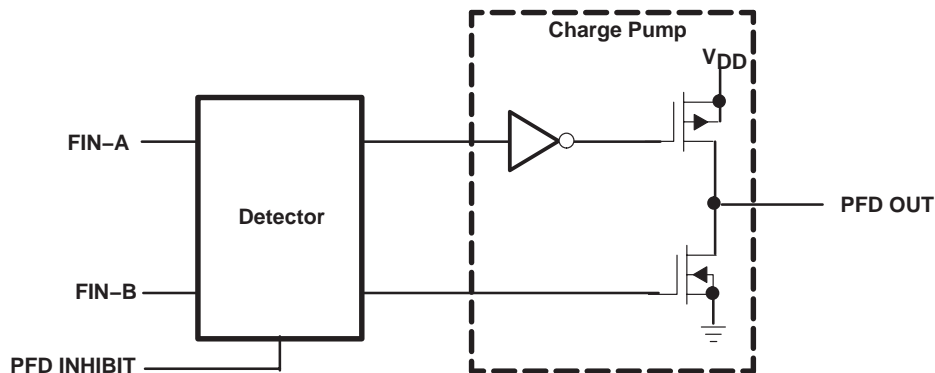 Charge Pump
VDD
FIN−A
Detector
PFD OUT
FIN−B
PFD INHIBIT